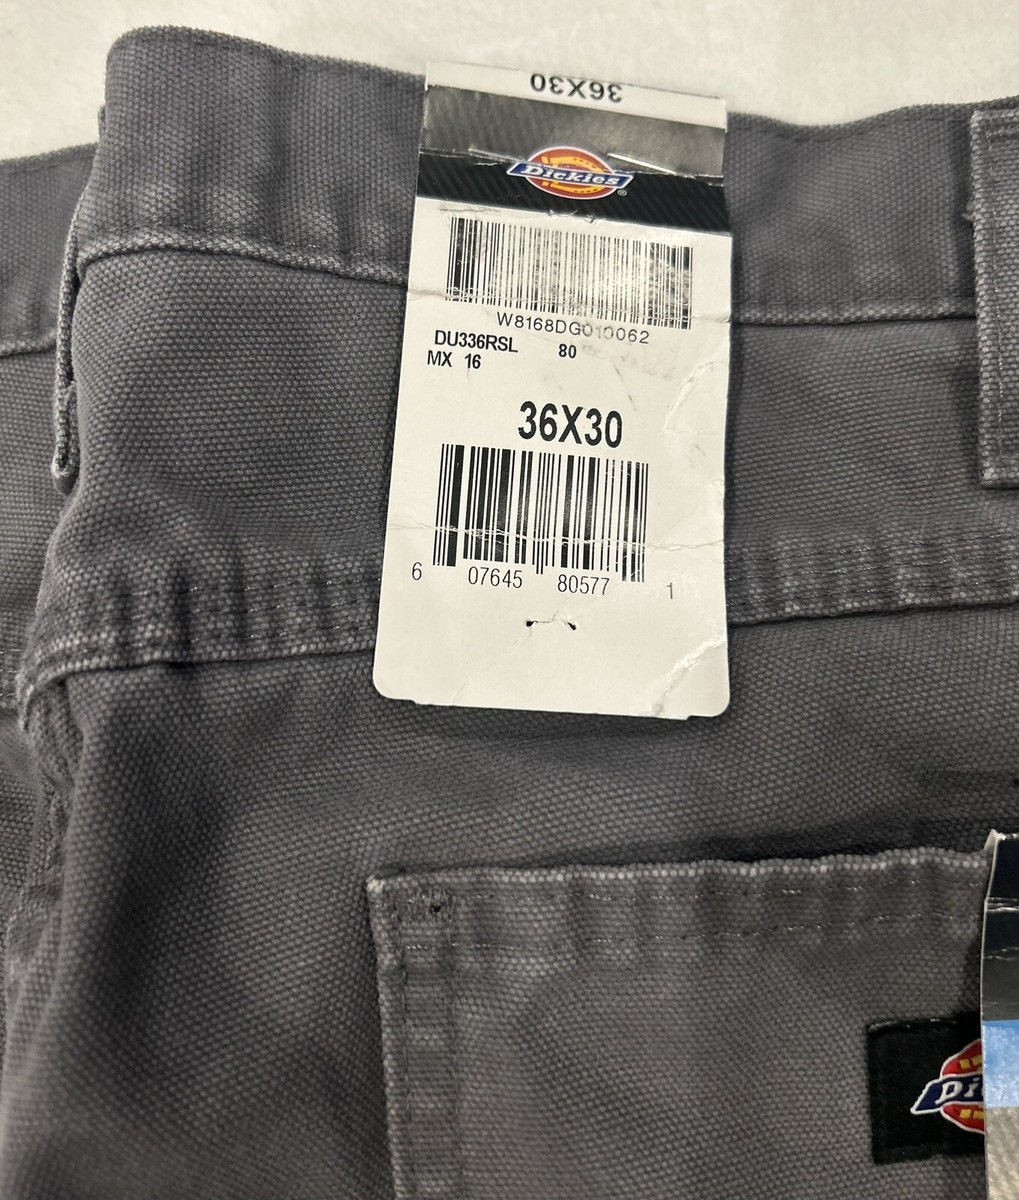 36X30
Dickies®
W8168DG010062
DU336RSL 80
MX 16
36X30
6 07645 80577 1